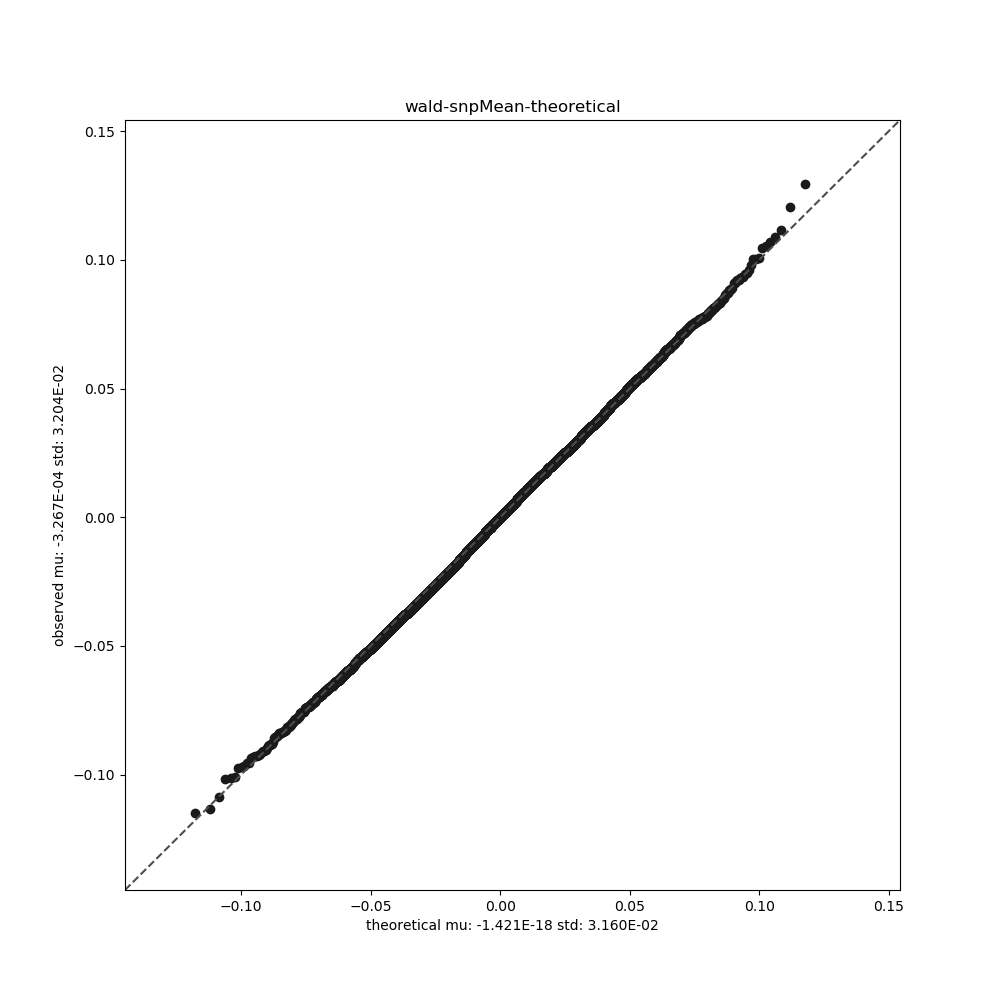 wald-snpMean-theoretical
0.15
0.10
0.05
0.00
−0.05
−0.10
observed mu: -3.267E-04 std: 3.204E-02
−0.10 −0.05 0.00 0.05 0.10 0.15
theoretical mu: -1.421E-18 std: 3.160E-02